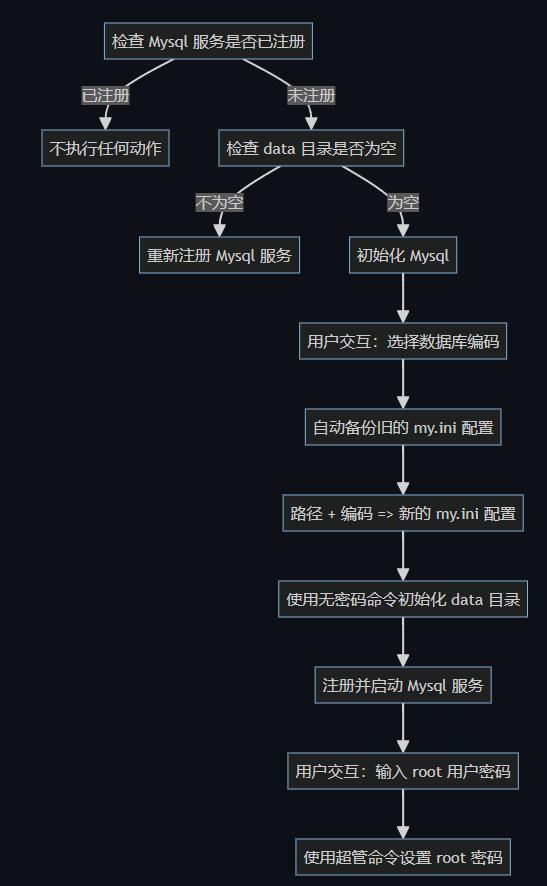 检查 Mysql 服务是否已注册
已注册
未注册
不执行任何动作
检查 data 目录是否为空
不为空
为空
重新注册 Mysql 服务
初始化 Mysql
用户交互：选择数据库编码
自动备份旧的 my.ini 配置
路径 + 编码 => 新的 my.ini 配置
使用无密码命令初始化 data 目录
注册并启动 Mysql 服务
用户交互：输入 root 用户密码
使用超管命令设置 root 密码